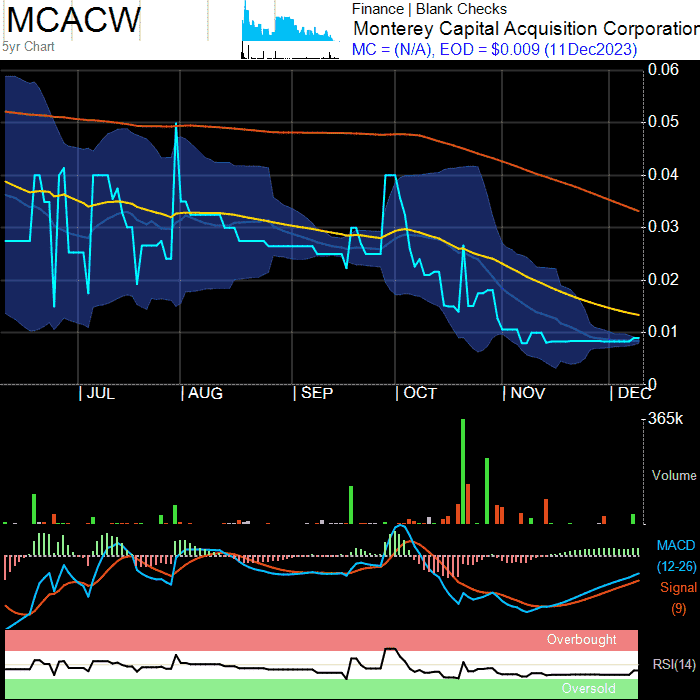 MCACW
5yr Chart
Finance | Blank Checks
Monterey Capital Acquisition Corporation
MC = (N/A), EOD = $0.009 (11Dec2023)
0.06
0.05
0.04
0.03
0.02
0.01
0
| JUL | AUG | SEP | OCT | NOV | DEC
365k
Volume
MACD
(12-26)
Signal
(9)
Overbought
RSI(14)
Oversold